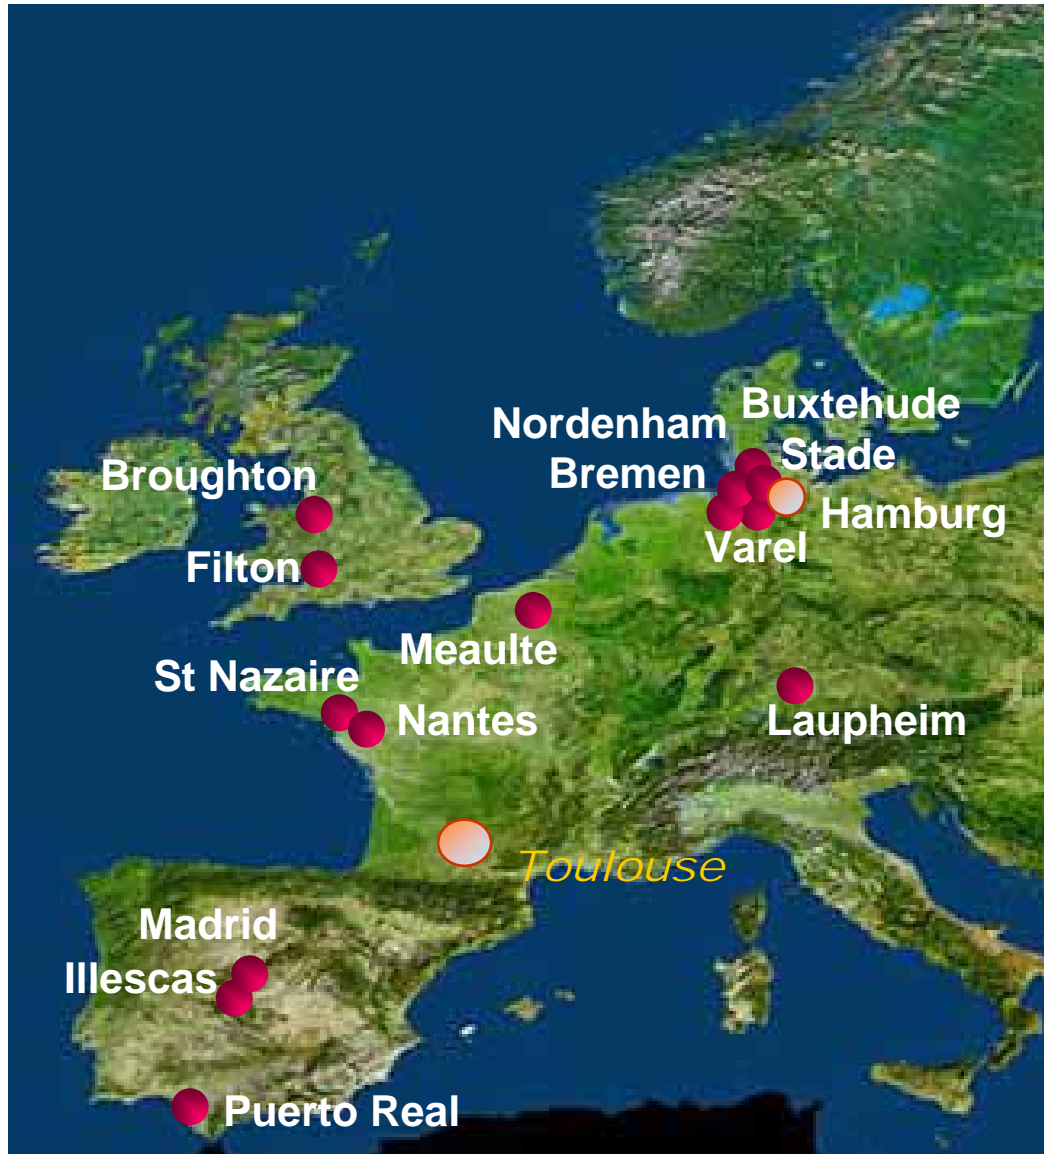 Buxtehude
Nordenham
Stade
Bremen
Broughton
Hamburg
Varel
Filton
Meaulte
St Nazaire
Nantes
Laupheim
Toulouse
Madrid
Illescas
Puerto Real